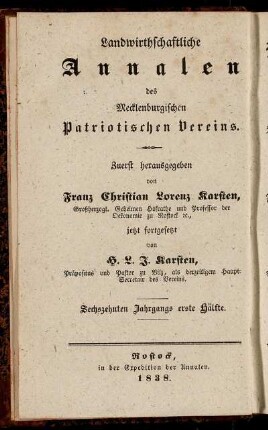 Landwirthschaftliche
Annalen
des
Mecklenburgischen
Patriotischen Vereins.
Zuerst herausgegeben
von
Franz Christian Lorenz Karsten,
Großherzogl. Geheimen Hofrathe und Professor der
Oekonomie zu Rostock ꝛc.,
jetzt fortgesetzt
von
H. L. J. Karsten,
Präpositus und Pastor zu Vilz, als derzeitigem Haupt-
Secretair des Vereins.
Sechszehnten Jahrgangs erste Hälfte.
Rostock,
in der Expedition der Annalen.
1838.